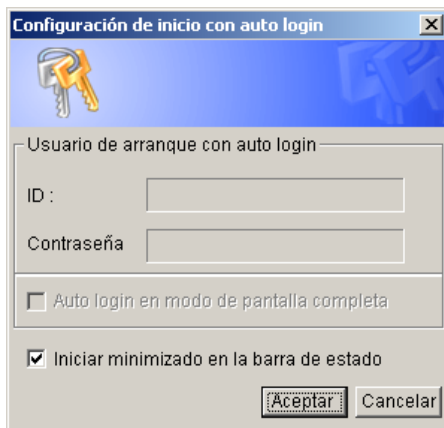 Configuración de inicio con auto login
Usuario de arranque con auto login
ID :
Contraseña
Auto login en modo de pantalla completa
Iniciar minimizado en la barra de estado
Aceptar Cancelar